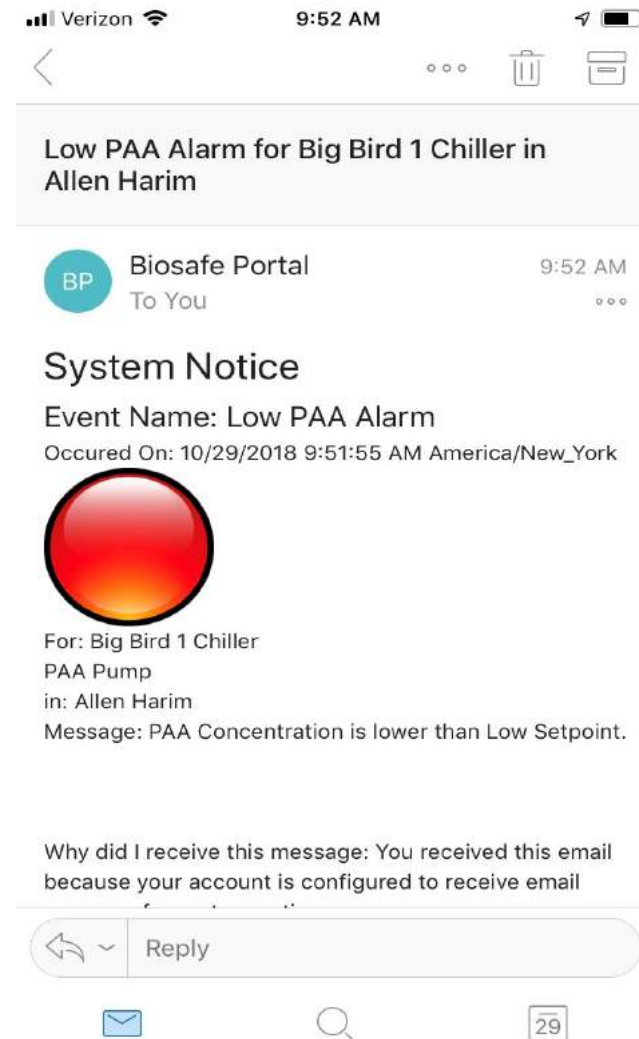 Verizon 9:52 AM
Low PAA Alarm for Big Bird 1 Chiller in
Allen Harim
BP
Biosafe Portal 9:52 AM
To You
System Notice
Event Name: Low PAA Alarm
Occured On: 10/29/2018 9:51:55 AM America/New_York
For: Big Bird 1 Chiller
PAA Pump
in: Allen Harim
Message: PAA Concentration is lower than Low Setpoint.
Why did I receive this message: You received this email
because your account is configured to receive email
Reply
29